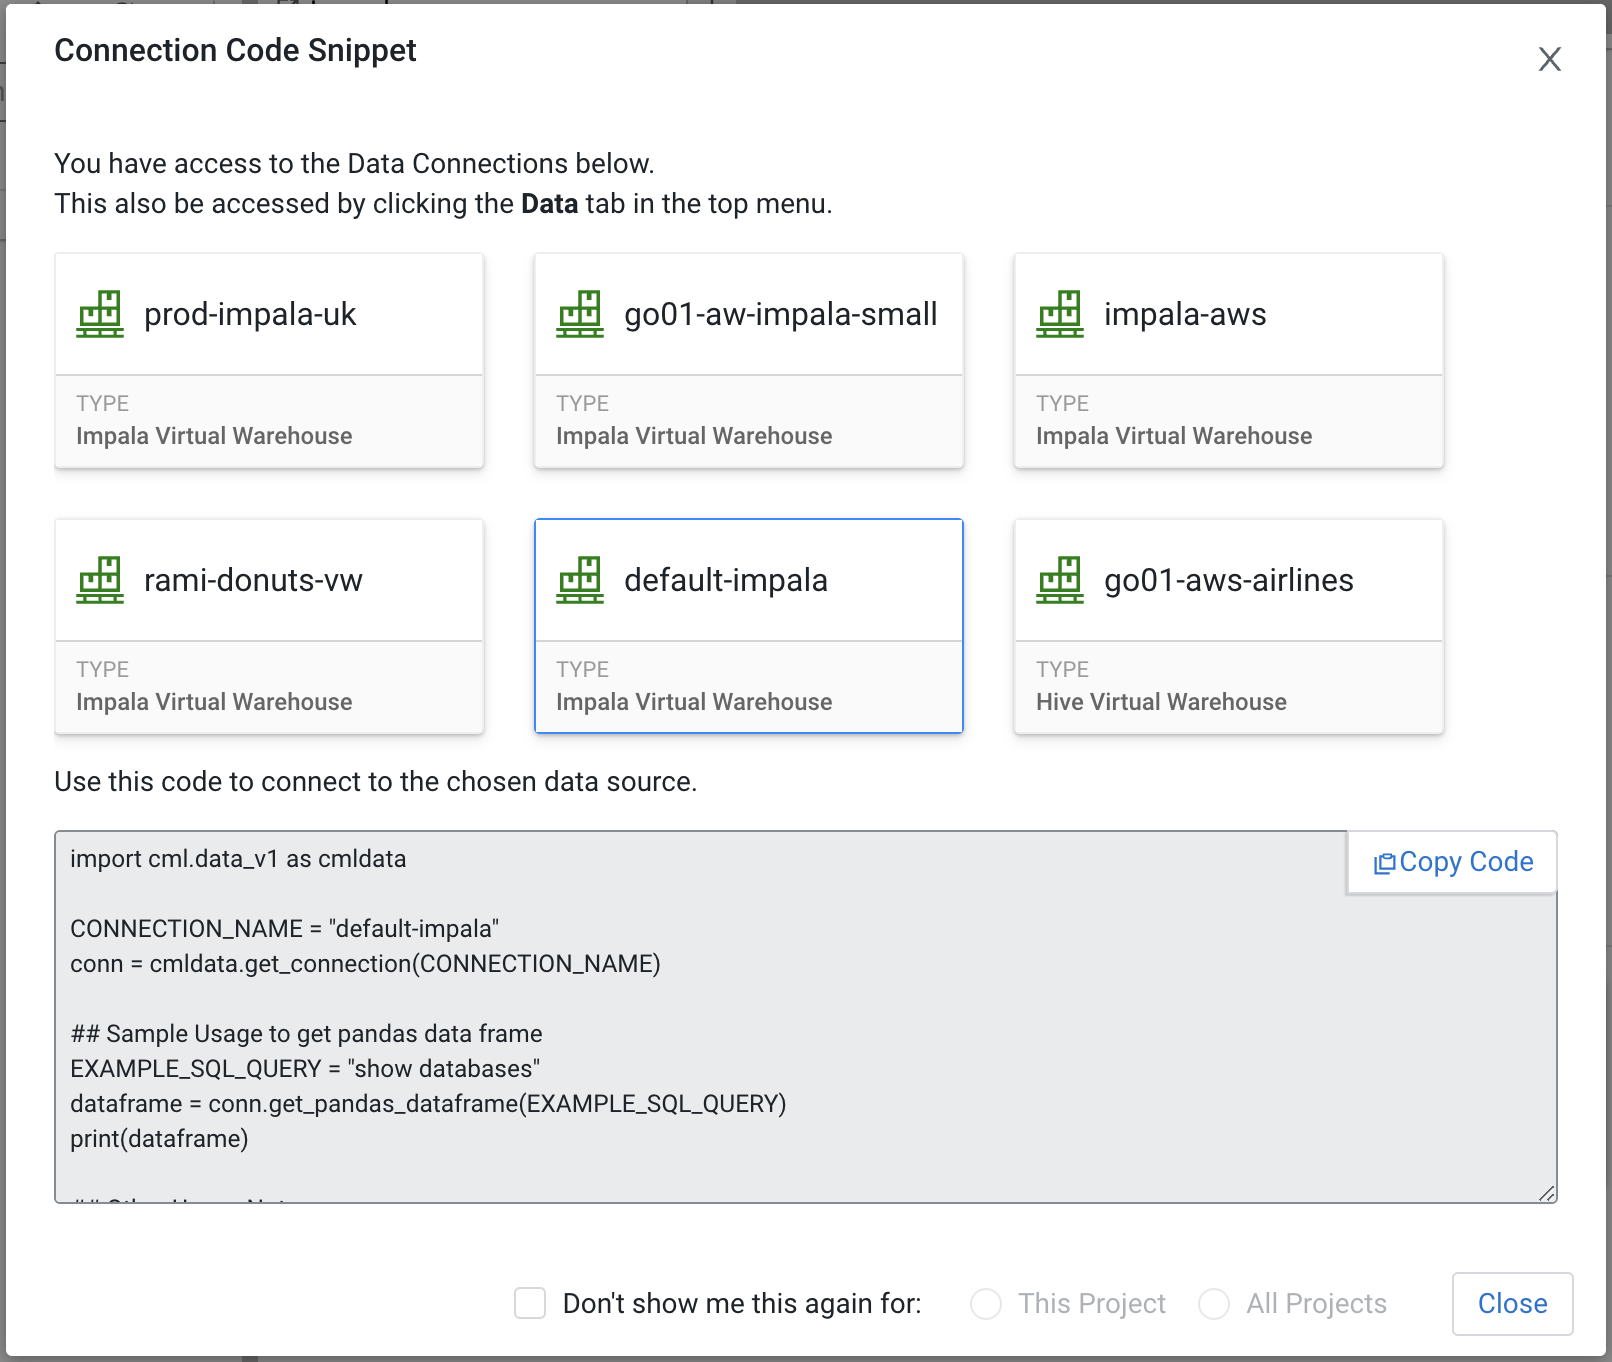 Connection Code Snippet
You have access to the Data Connections below.
This also be accessed by clicking the Data tab in the top menu.
prod-impala-uk
TYPE
Impala Virtual Warehouse
go01-aw-impala-small
TYPE
Impala Virtual Warehouse
impala-aws
TYPE
Impala Virtual Warehouse
rami-donuts-vw
TYPE
Impala Virtual Warehouse
default-impala
TYPE
Impala Virtual Warehouse
go01-aws-airlines
TYPE
Hive Virtual Warehouse
Use this code to connect to the chosen data source.
Copy Code
import cml.data_v1 as cmldata
CONNECTION_NAME = "default-impala"
conn = cmldata.get_connection(CONNECTION_NAME)
## Sample Usage to get pandas data frame
EXAMPLE_SQL_QUERY = "show databases"
dataframe = conn.get_pandas_dataframe(EXAMPLE_SQL_QUERY)
print(dataframe)
Don't show me this again for:
This Project
All Projects
Close